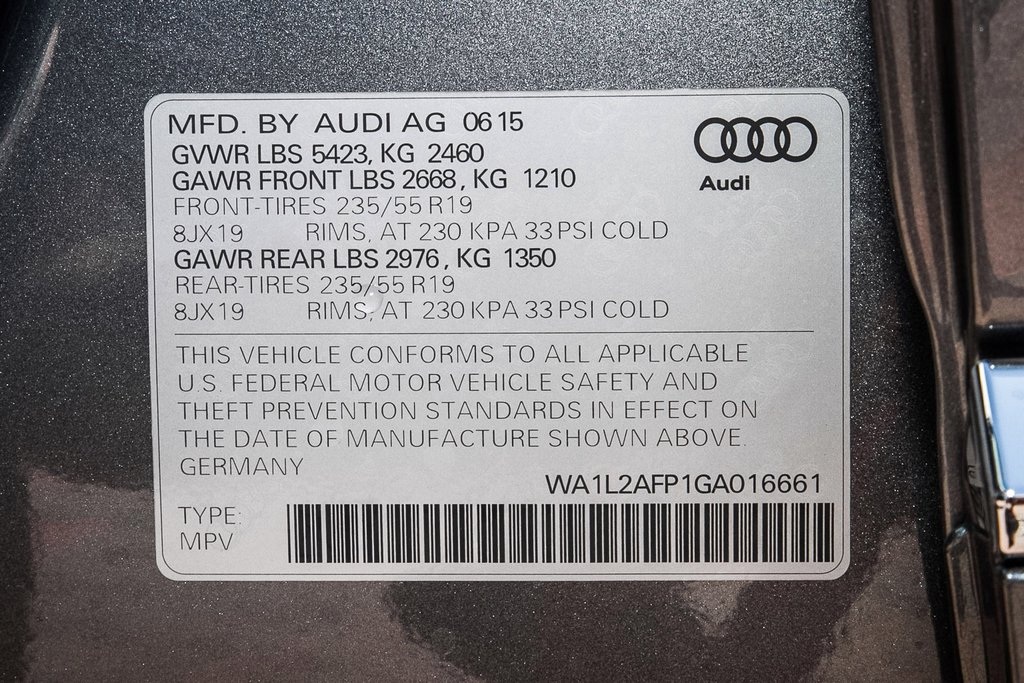 MFD. BY AUDI AG 0615
GVWR LBS 5423, KG 2460
GAWR FRONT LBS 2668, KG 1210
FRONT-TIRES 235/55 R19
8JX19 RIMS, AT 230 KPA 33 PSI COLD
GAWR REAR LBS 2976, KG 1350
REAR-TIRES 235/55 R19
8JX19 RIMS, AT 230 KPA 33 PSI COLD
Audi
THIS VEHICLE CONFORMS TO ALL APPLICABLE
U.S. FEDERAL MOTOR VEHICLE SAFETY AND
THEFT PREVENTION STANDARDS IN EFFECT ON
THE DATE OF MANUFACTURE SHOWN ABOVE.
GERMANY
WA1L2AFP1GA016661
TYPE:
MPV